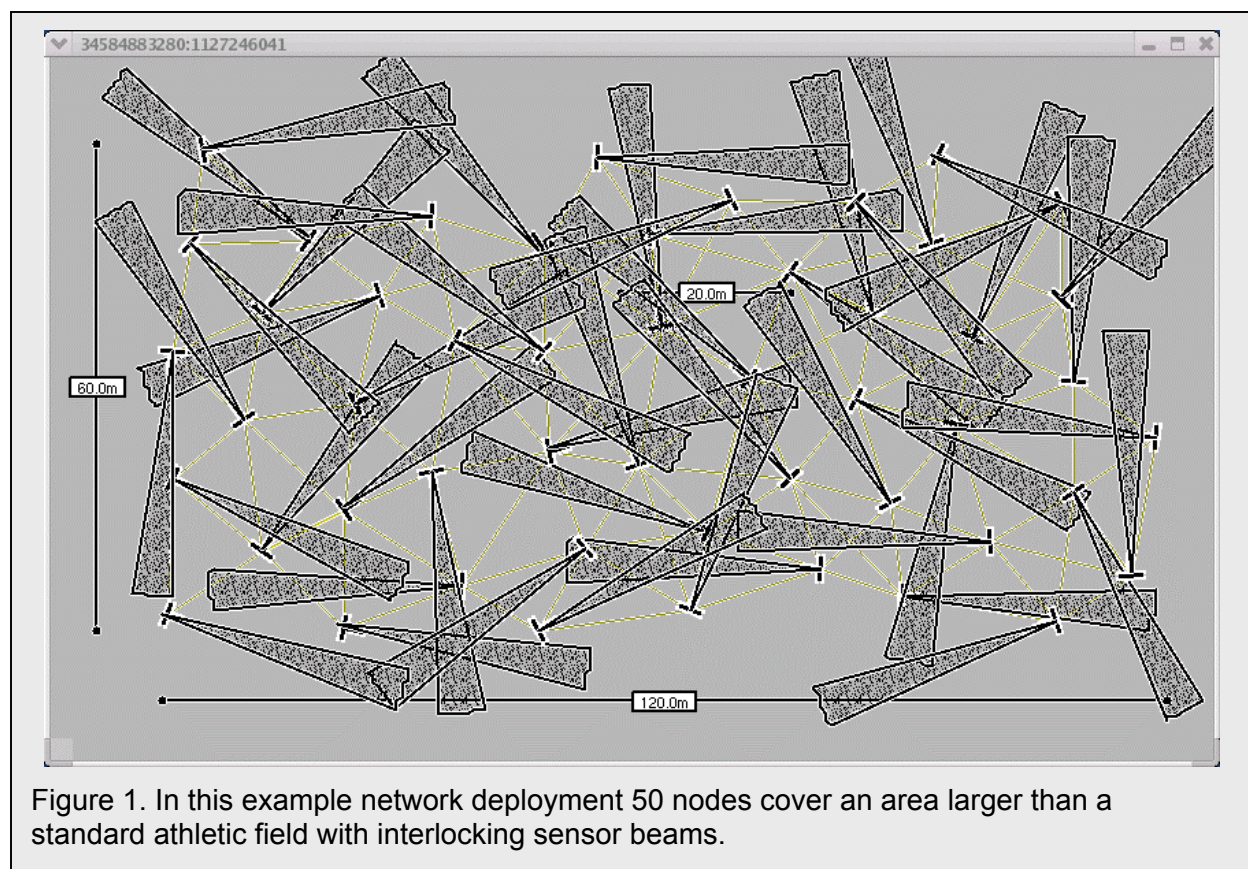 34584883280:1127246041
20.0m
60.0m
120.0m
Figure 1. In this example network deployment 50 nodes cover an area larger than a
standard athletic field with interlocking sensor beams.